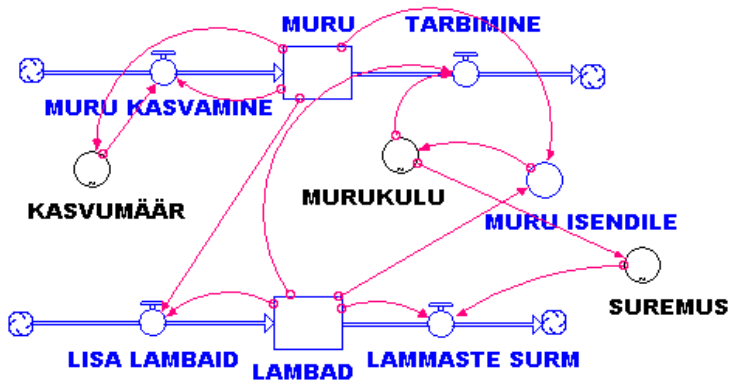 MURU
TARBIMINE
MURU KASVAMINE
KASVUMÄÄR
MURUKULU
MURU ISENDILE
SUREMUS
LISA LAMBAID
LAMBAD
LAMMASTE SURM